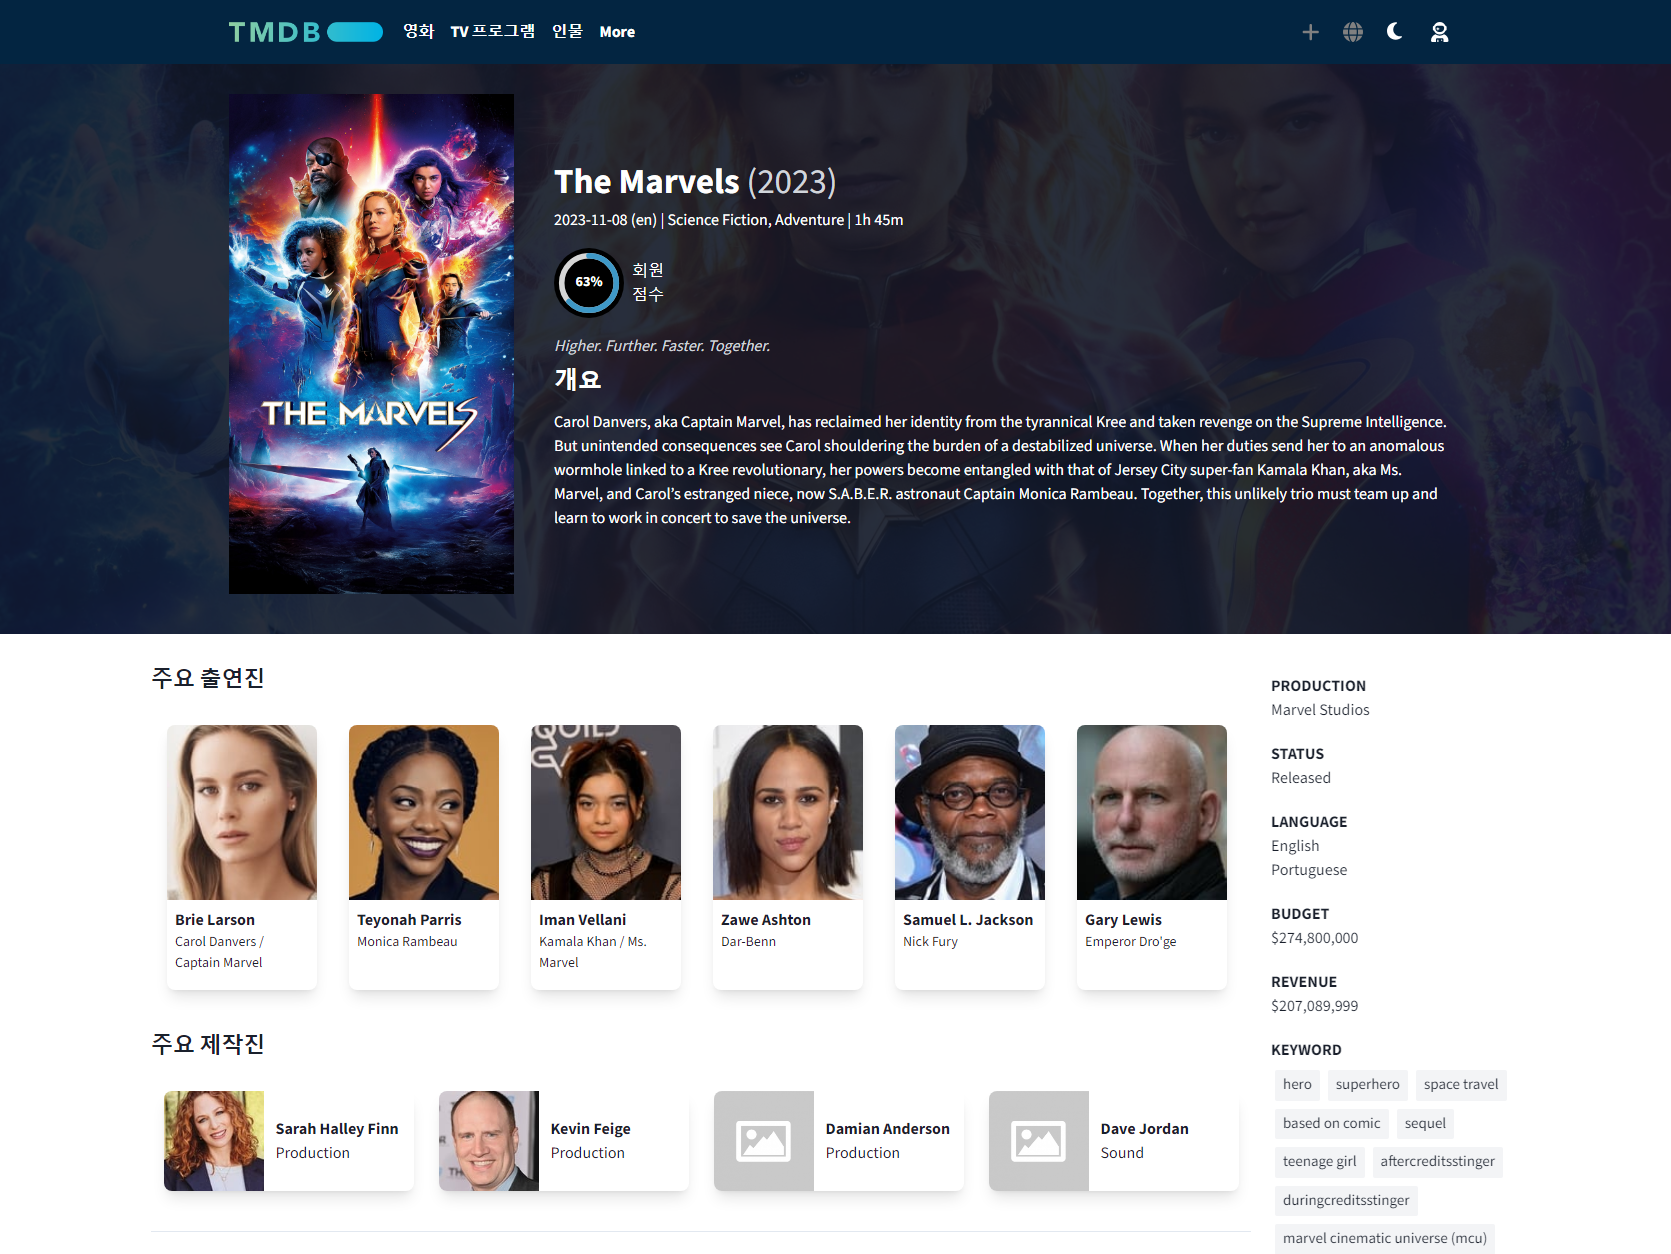 TMDB 영화 TV 프로그램 인물 More
THE MARVELS
The Marvels (2023)
2023-11-08 (en) | Science Fiction, Adventure | 1h 45m
63%
회원
점수
Higher. Further. Faster. Together.
개요
Carol Danvers, aka Captain Marvel, has reclaimed her identity from the tyrannical Kree and taken revenge on the Supreme Intelligence.
But unintended consequences see Carol shouldering the burden of a destabilized universe. When her duties send her to an anomalous
wormhole linked to a Kree revolutionary, her powers become entangled with that of Jersey City super-fan Kamala Khan, aka Ms.
Marvel, and Carol’s estranged niece, now S.A.B.E.R. astronaut Captain Monica Rambeau. Together, this unlikely trio must team up and
learn to work in concert to save the universe.
주요 출연진
Brie Larson
Carol Danvers /
Captain Marvel
Teyonah Parris
Monica Rambeau
Iman Vellani
Kamala Khan / Ms.
Marvel
Zawe Ashton
Dar-Benn
Samuel L. Jackson
Nick Fury
Gary Lewis
Emperor Dro'ge
주요 제작진
Sarah Halley Finn
Production
Kevin Feige
Production
Damian Anderson
Production
Dave Jordan
Sound
PRODUCTION
Marvel Studios
STATUS
Released
LANGUAGE
English
Portuguese
BUDGET
$274,800,000
REVENUE
$207,089,999
KEYWORD
hero superhero space travel
based on comic sequel
teenage girl aftercreditsstinger
duringcreditsstinger
marvel cinematic universe (mcu)